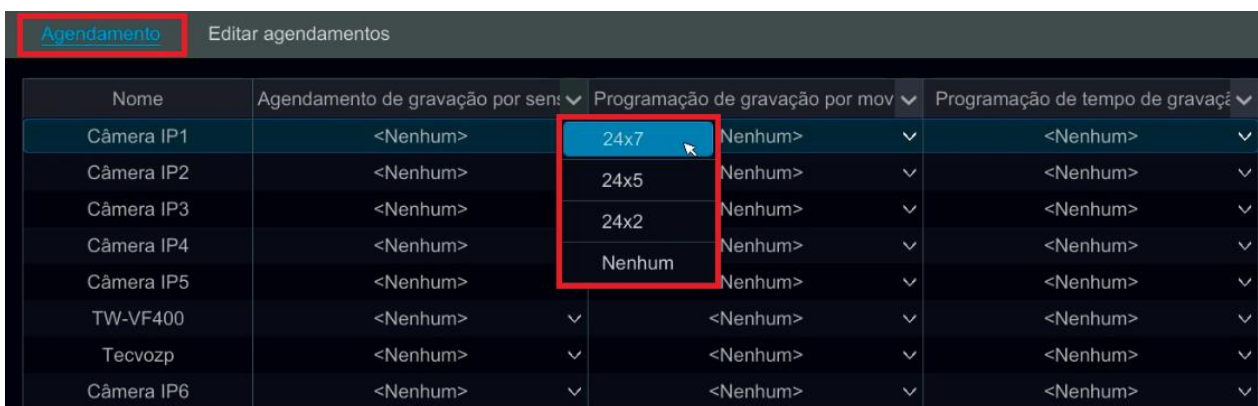 Agendamento Editar agendamentos
Nome Agendamento de gravação por sens Programação de gravação por mov Programação de tempo de gravaçã
Câmera IP1 <Nenhum> 24x7 Nenhum> <Nenhum>
Câmera IP2 <Nenhum> 24x5 Nenhum> <Nenhum>
Câmera IP3 <Nenhum> 24x2 Nenhum> <Nenhum>
Câmera IP4 <Nenhum> Nenhum Nenhum> <Nenhum>
Câmera IP5 <Nenhum> Nenhum> <Nenhum>
TW-VF400 <Nenhum> <Nenhum> <Nenhum>
Tecvozp <Nenhum> <Nenhum> <Nenhum>
Câmera IP6 <Nenhum> <Nenhum> <Nenhum>